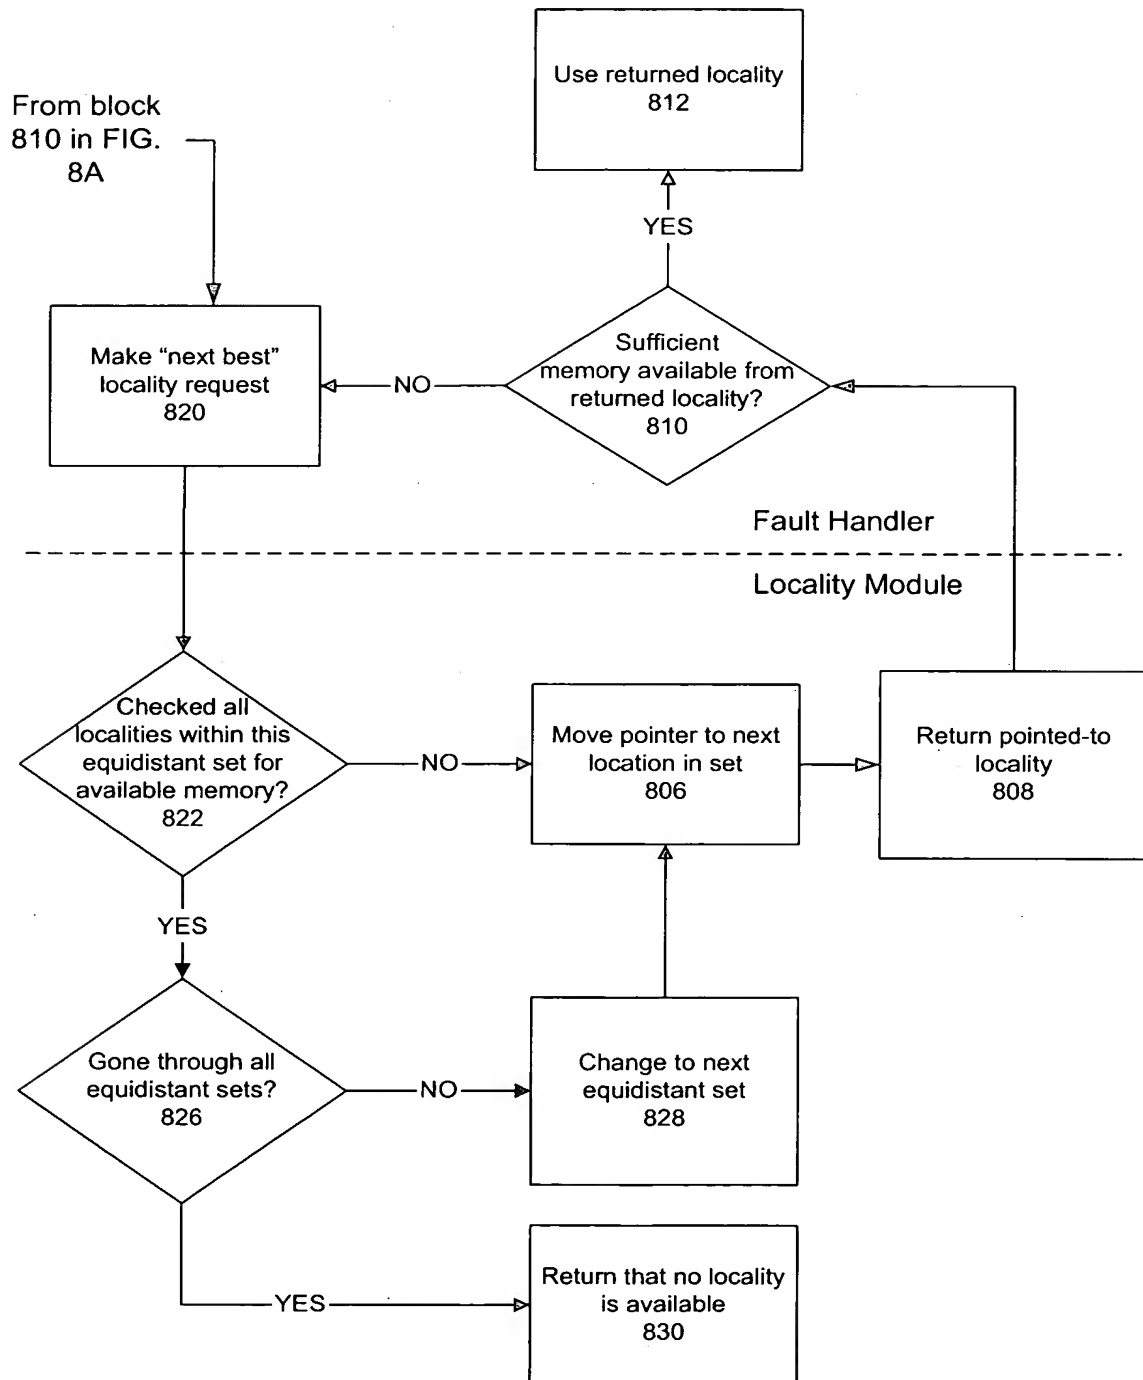 Use returned locality
812
From block
810 in FIG.
8A
YES
Make “next best”
locality request
820
NO
Sufficient
memory available from
returned locality?
810
Fault Handler
Locality Module
Checked all
localities within this
equidistant set for
available memory?
822
NO
Move pointer to next
location in set
806
Return pointed-to
locality
808
YES
Gone through all
equidistant sets?
826
NO
Change to next
equidistant set
828
YES
Return that no locality
is available
830